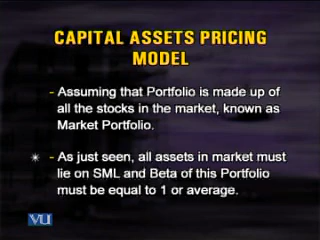 CAPITAL ASSETS PRICING
MODEL
- Assuming that Portfolio is made up of
all the stocks in the market, known as
Market Portfolio.
✴ - As just seen, all assets in market must
lie on SML and Beta of this Portfolio
must be equal to 1 or average.
VU